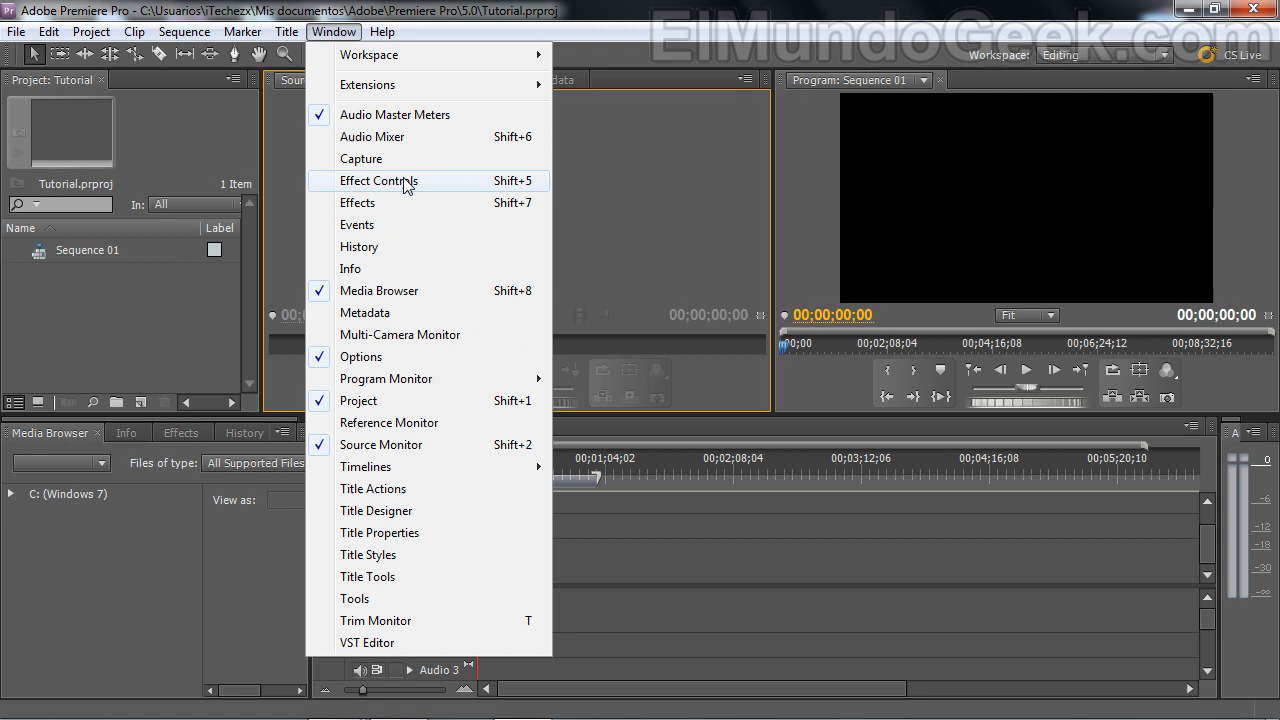 Adobe Premiere Pro - C:\Usuarios\iTechezx\Mis documentos\Adobe\Premiere Pro\5.0\Tutorial.prproj
ElMundoGeek.com
File Edit Project Clip Sequence Marker Title Window Help
Workspace: Editing CS Live
Project: Tutorial
Tutorial.prproj 1 Item
In: All
Name Label
Sequence 01
Workspace
Extensions
Audio Master Meters
Audio Mixer Shift+6
Capture
Effect Controls Shift+5
Effects Shift+7
Events
History
Info
Media Browser Shift+8
Metadata
Multi-Camera Monitor
Options
Program Monitor
Project Shift+1
Reference Monitor
Source Monitor Shift+2
Timelines
Title Actions
Title Designer
Title Properties
Title Styles
Title Tools
Tools
Trim Monitor T
VST Editor
00;00;00;00
Program: Sequence 01
00;00;00;00 Fit 00;00;00;00
00;00 00;02;08;04 00;04;16;08 00;06;24;12 00;08;32;16
Media Browser Info Effects History
Files of type: All Supported Files
C: (Windows 7) View as:
00;01;04;02 00;02;08;04 00;03;12;06 00;04;16;08 00;05;20;10
Audio 3
A
0
-6
-12
-18
-30
-∞